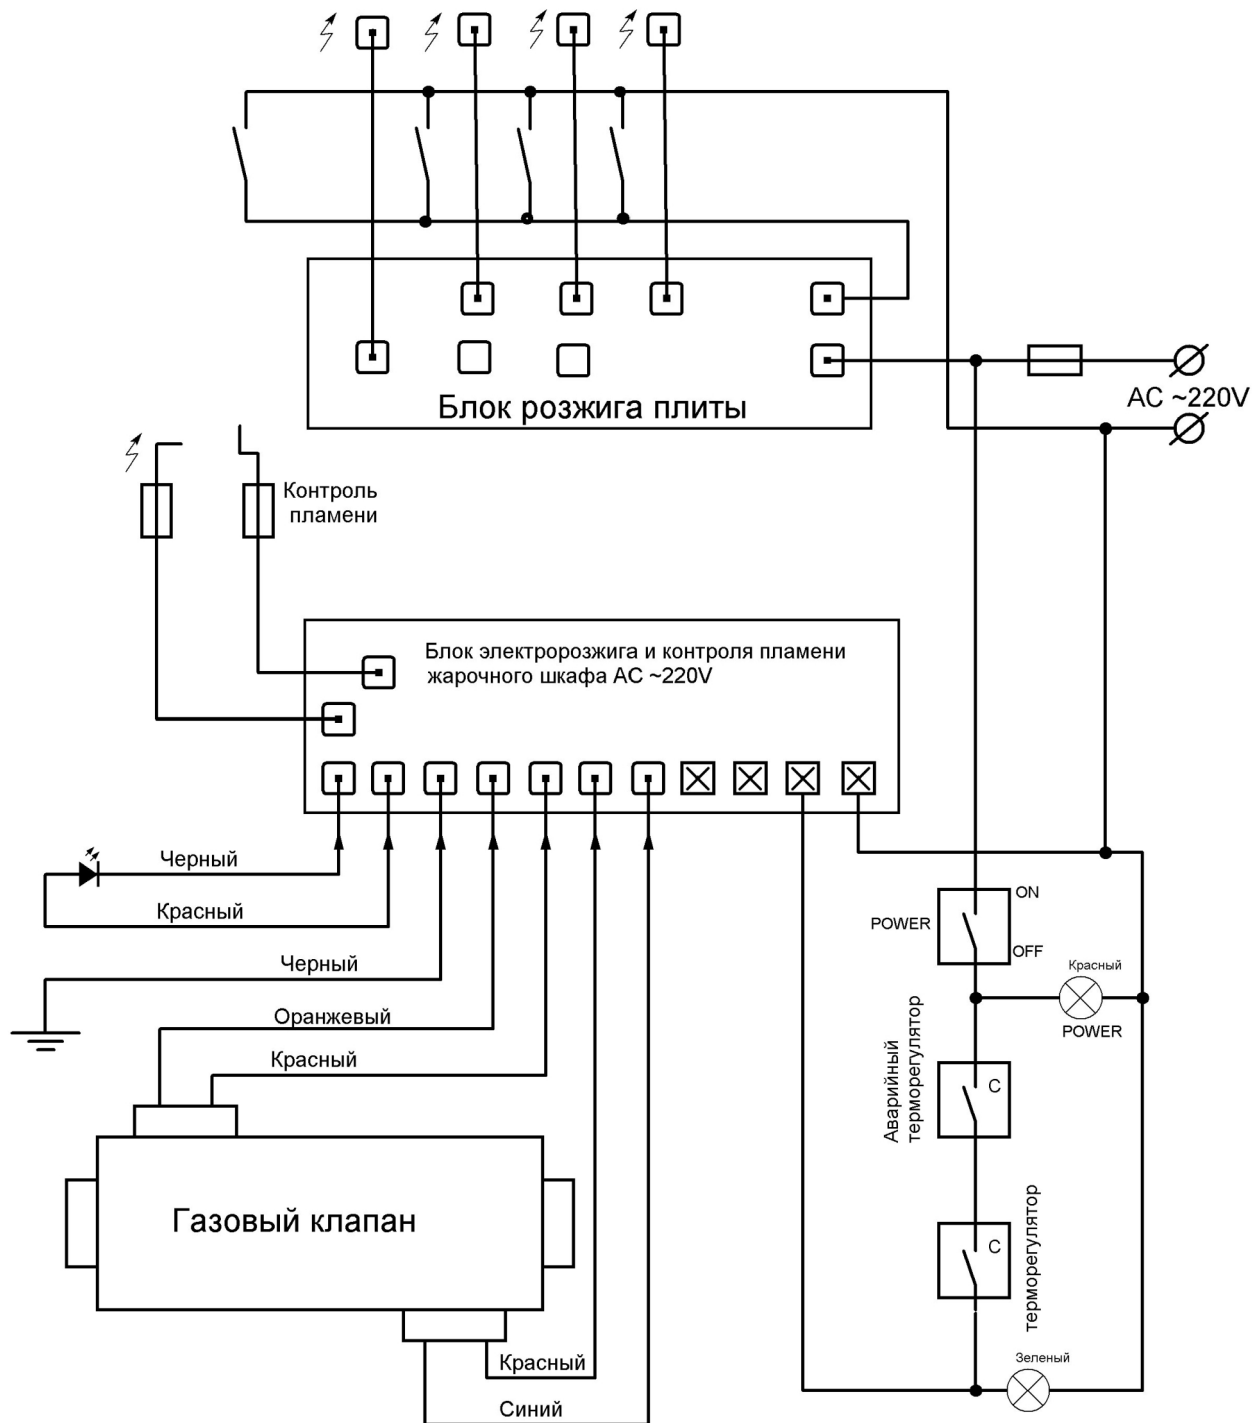 Блок розжига плиты
AC ~220V
Контроль
пламени
Блок электророзжига и контроля пламени
жарочного шкафа AC ~220V
Черный
Красный
Черный
Оранжевый
Красный
Газовый клапан
Красный
Синий
ON
POWER
OFF
Красный
POWER
Аварийный
терморегулятор
C
терморегулятор
C
Зеленый